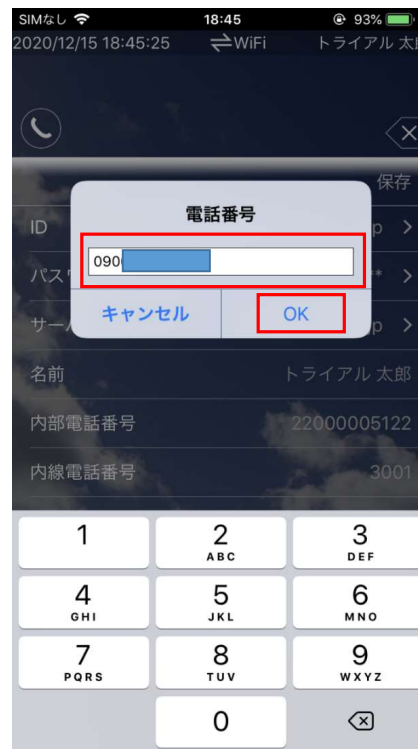 SIMなし 18:45 93%
2020/12/15 18:45:25 WiFi トライアル 太
保存
電話番号
ID p
090
パス **
キャンセル OK
サー p
名前 トライアル 太郎
内部電話番号 22000005122
内線電話番号 3001
1 2 3
ABC DEF
4 5 6
GHI JKL MNO
7 8 9
PQRS TUV WXYZ
0